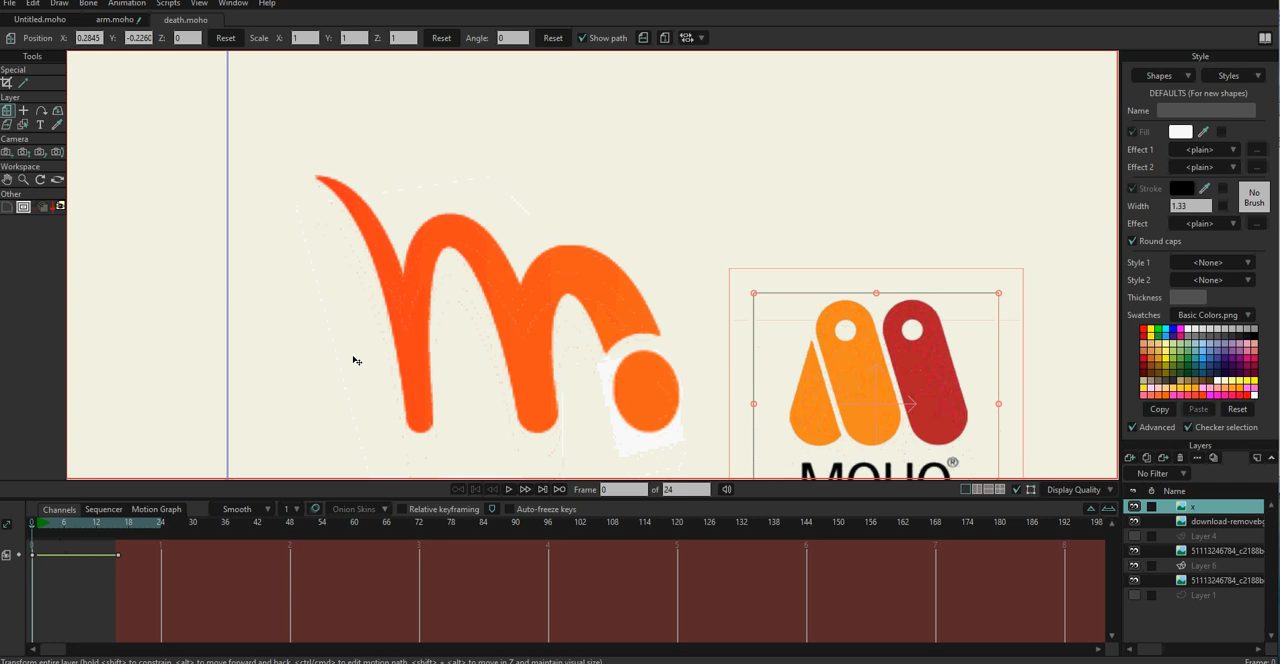 File Edit Draw Bone Animation Scripts View Window Help
Untitled.moho arm.moho death.moho
Position X: 0.2845 Y: -0.2260 Z: 0 Reset Scale X: 1 Y: 1 Z: 1 Reset Angle: 0 Reset Show path
Tools
Special
Layer
T
Camera
Workspace
Other
MOHO®
Style
Shapes Styles
DEFAULTS (For new shapes)
Name
Fill
Effect 1 <plain> ...
Effect 2 <plain> ...
Stroke
No Brush
Width 1.33
Effect <plain> ...
Round caps
Style 1 <None>
Style 2 <None>
Thickness
Swatches Basic Colors.png
Copy Paste Reset
Advanced Checker selection
Layers
No Filter
Name
x
download-removebg
Layer 4
51113246784_c2188b
Layer 6
51113246784_c2188b
Layer 1
Frame 0 of 24 Display Quality
Channels Sequencer Motion Graph Smooth 1 Onion Skins Relative keyframing Auto-freeze keys
0 6 12 18 24 30 36 42 48 54 60 66 72 78 84 90 96 102 108 114 120 126 132 138 144 150 156 162 168 174 180 186 192 198
0 1 2 3 4 5 6 7 8
Transform entire layer (hold <shift> to constrain, <alt> to move forward and back, <ctrl/cmd> to edit motion path, <shift> + <alt> to move in Z and maintain visual size) Frame: 0